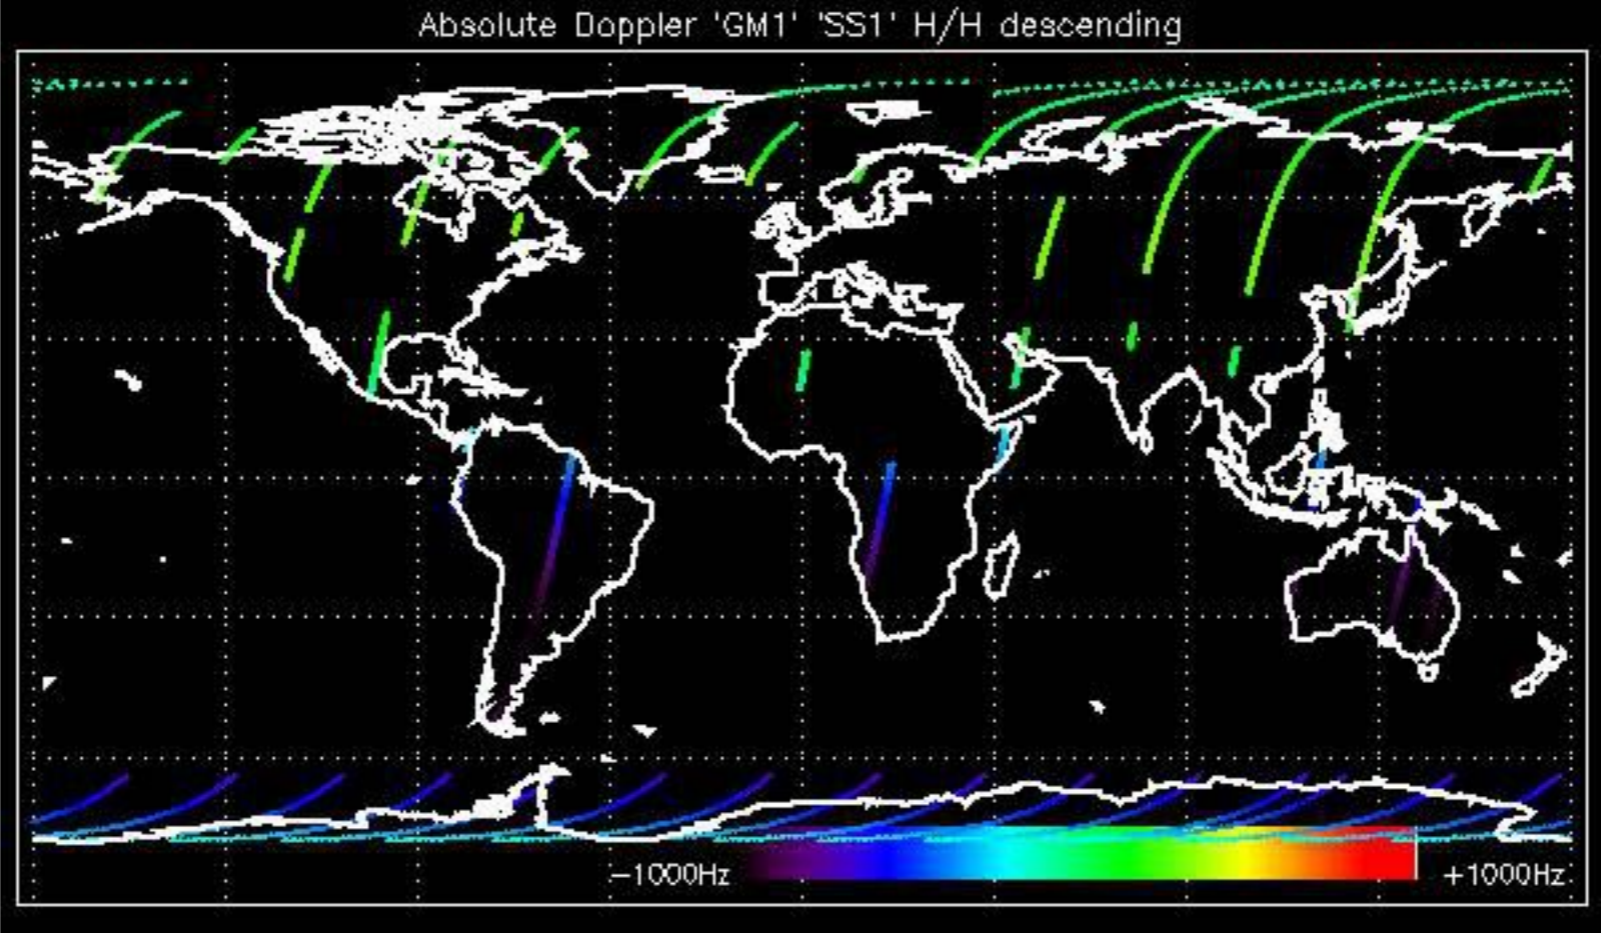 Absolute Doppler 'GM1' 'SS1' H/H descending
−1000Hz
+1000Hz